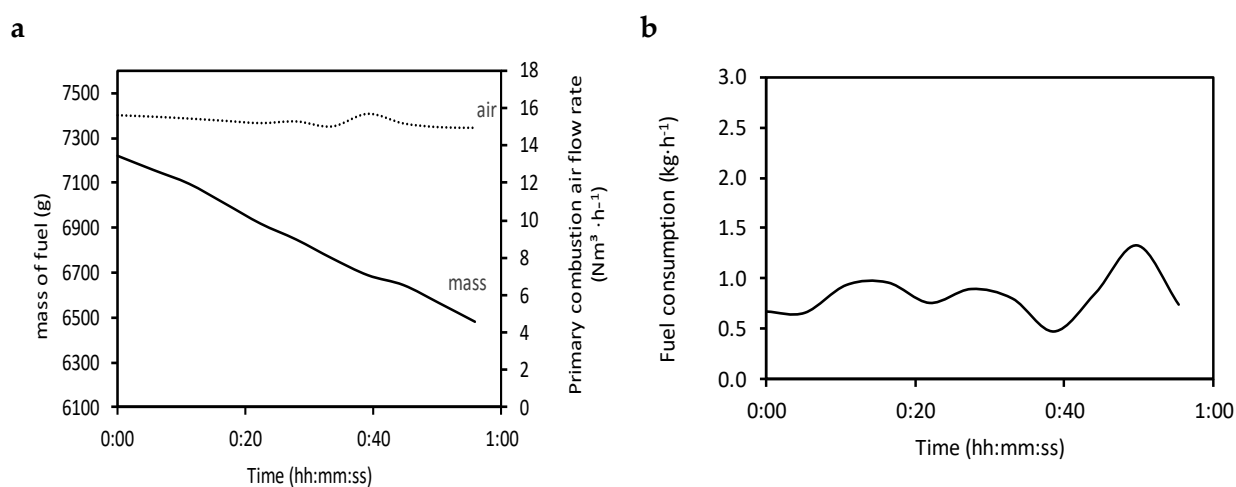 a
mass of fuel (g)
7500
7300
7100
6900
6700
6500
6300
6100
air
mass
18
16
14
12
10
8
6
4
2
0
Primary combustion air flow rate
(Nm³ ·h-¹)
0:00 0:20 0:40 1:00
Time (hh:mm:ss)
b
Fuel consumption (kg·h-¹)
3.0
2.5
2.0
1.5
1.0
0.5
0.0
0:00 0:20 0:40 1:00
Time (hh:mm:ss)